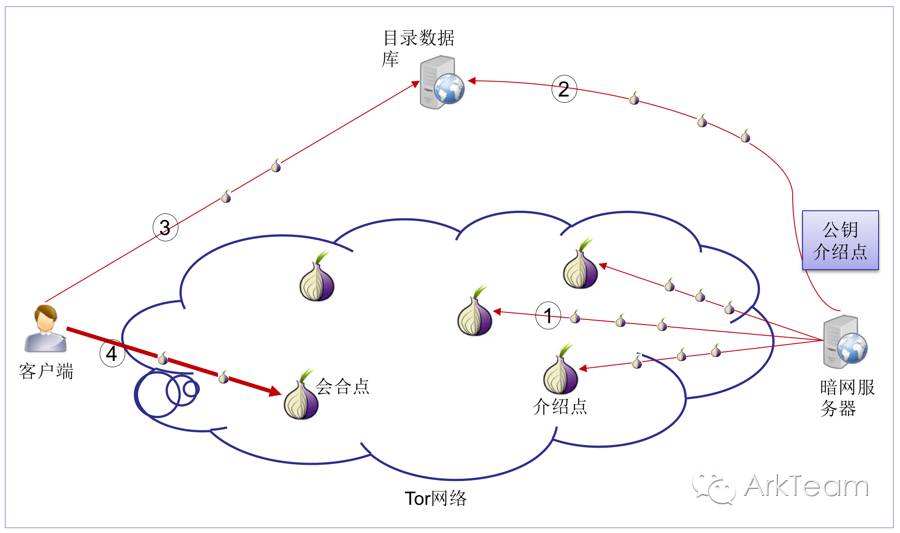 目录数据
库
②
③
公钥
介绍点
①
④
客户端
会合点
介绍点
暗网服
务器
Tor网络
ArkTeam